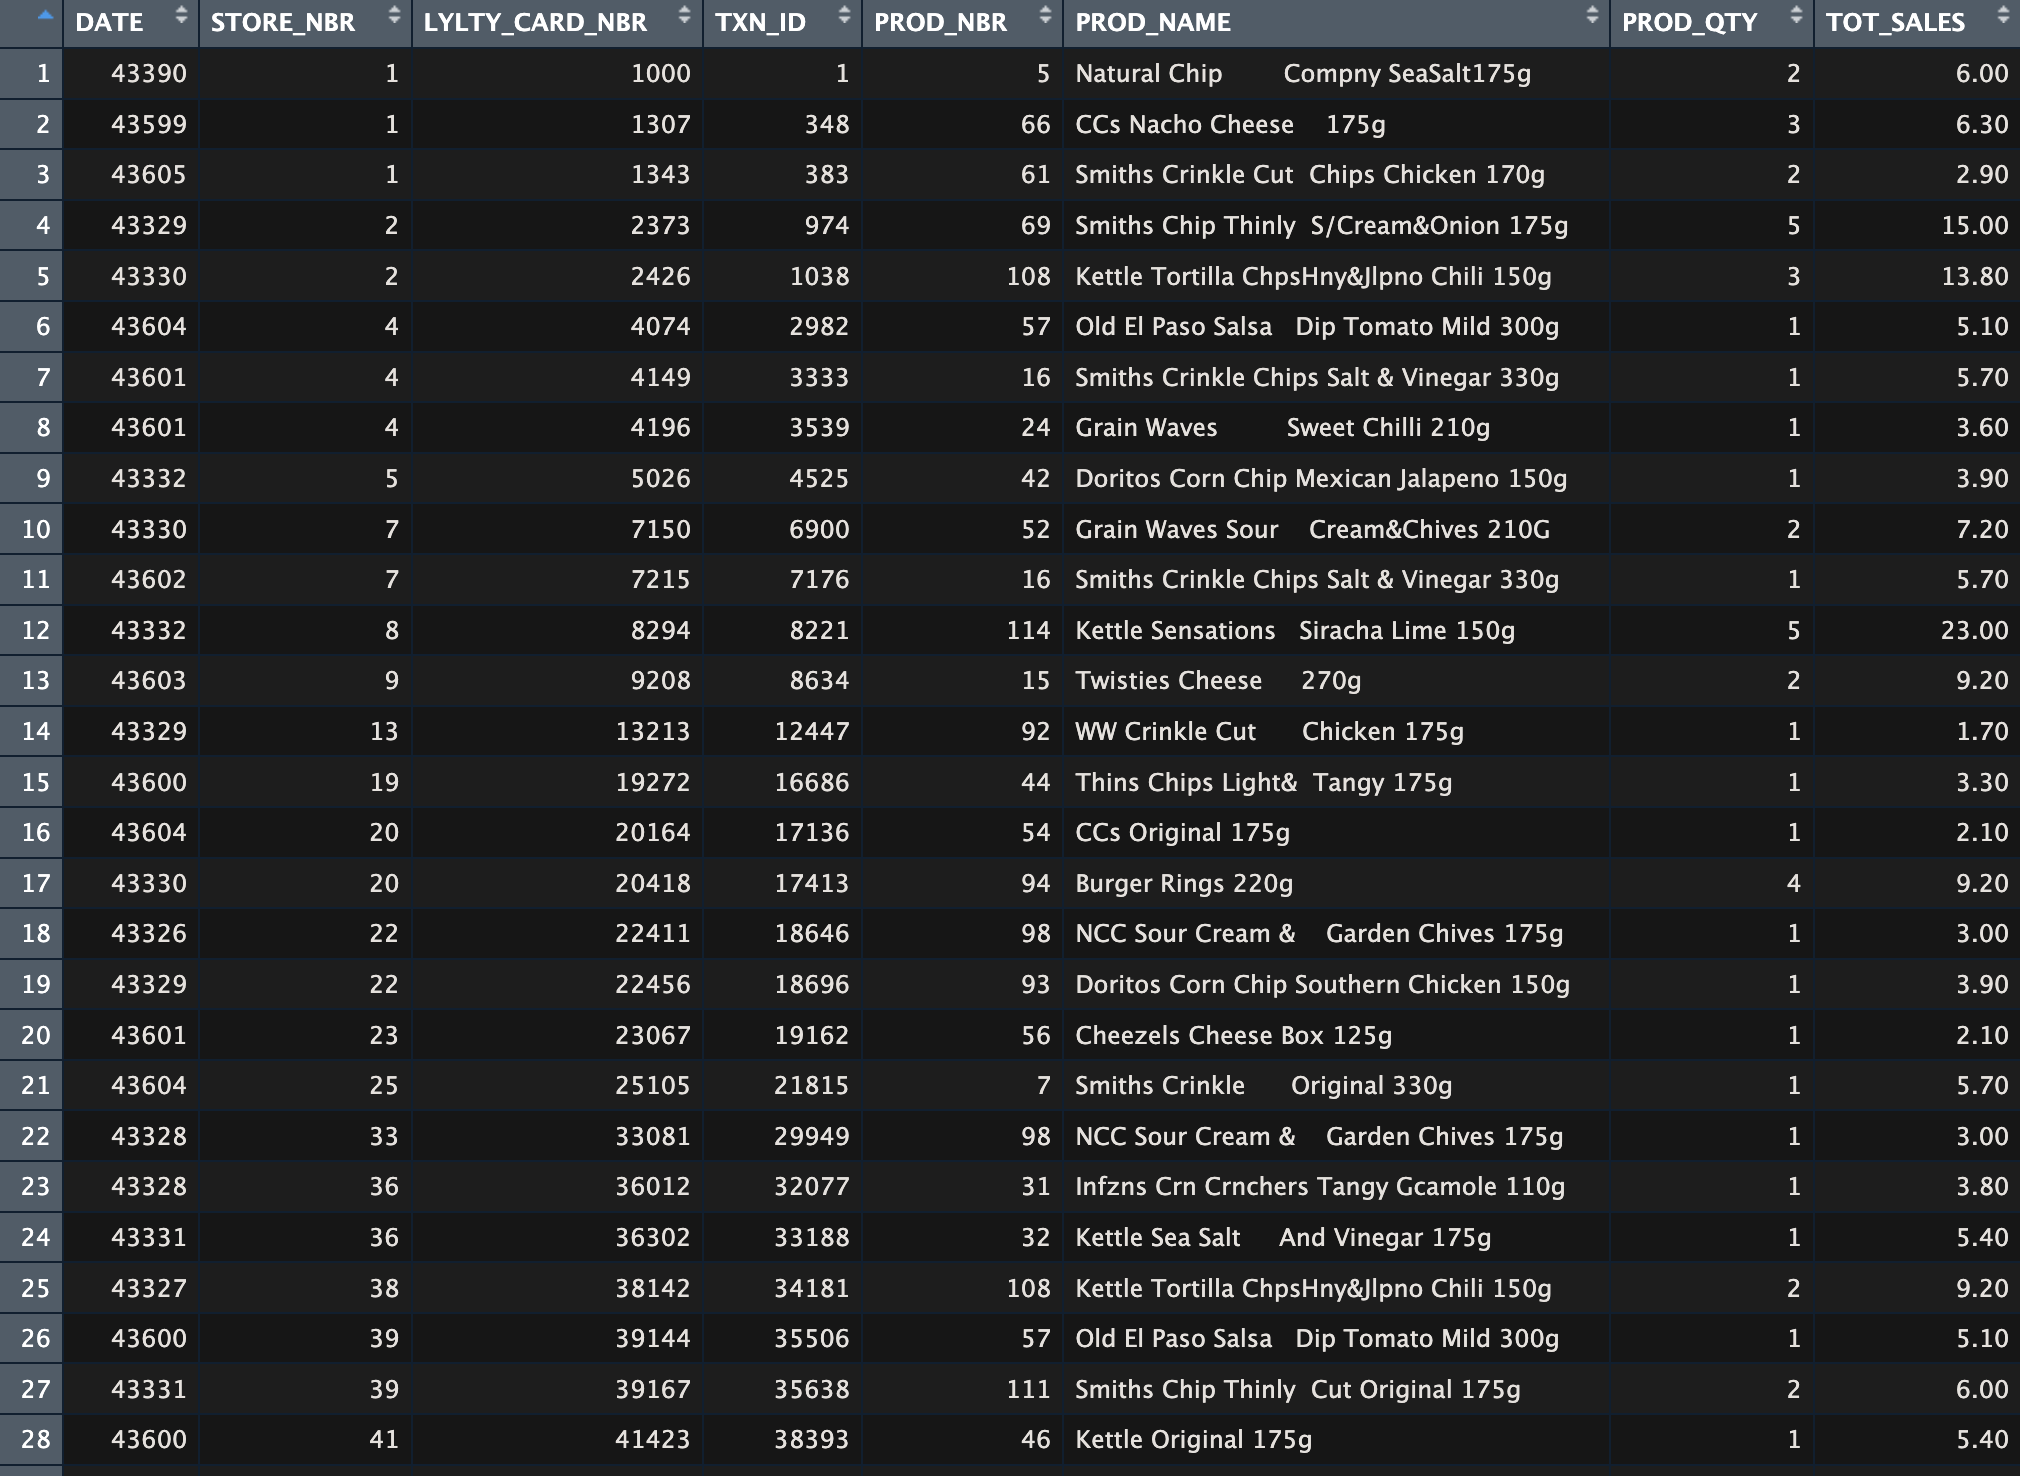 DATE STORE_NBR LYLTY_CARD_NBR TXN_ID PROD_NBR PROD_NAME PROD_QTY TOT_SALES
1 43390 1 1000 1 5 Natural Chip        Compny SeaSalt175g 2 6.00
2 43599 1 1307 348 66 CCs Nacho Cheese    175g 3 6.30
3 43605 1 1343 383 61 Smiths Crinkle Cut  Chips Chicken 170g 2 2.90
4 43329 2 2373 974 69 Smiths Chip Thinly  S/Cream&Onion 175g 5 15.00
5 43330 2 2426 1038 108 Kettle Tortilla ChpsHny&Jlpno Chili 150g 3 13.80
6 43604 4 4074 2982 57 Old El Paso Salsa   Dip Tomato Mild 300g 1 5.10
7 43601 4 4149 3333 16 Smiths Crinkle Chips Salt & Vinegar 330g 1 5.70
8 43601 4 4196 3539 24 Grain Waves         Sweet Chilli 210g 1 3.60
9 43332 5 5026 4525 42 Doritos Corn Chip Mexican Jalapeno 150g 1 3.90
10 43330 7 7150 6900 52 Grain Waves Sour    Cream&Chives 210G 2 7.20
11 43602 7 7215 7176 16 Smiths Crinkle Chips Salt & Vinegar 330g 1 5.70
12 43332 8 8294 8221 114 Kettle Sensations   Siracha Lime 150g 5 23.00
13 43603 9 9208 8634 15 Twisties Cheese     270g 2 9.20
14 43329 13 13213 12447 92 WW Crinkle Cut      Chicken 175g 1 1.70
15 43600 19 19272 16686 44 Thins Chips Light&  Tangy 175g 1 3.30
16 43604 20 20164 17136 54 CCs Original 175g 1 2.10
17 43330 20 20418 17413 94 Burger Rings 220g 4 9.20
18 43326 22 22411 18646 98 NCC Sour Cream &    Garden Chives 175g 1 3.00
19 43329 22 22456 18696 93 Doritos Corn Chip Southern Chicken 150g 1 3.90
20 43601 23 23067 19162 56 Cheezels Cheese Box 125g 1 2.10
21 43604 25 25105 21815 7 Smiths Crinkle      Original 330g 1 5.70
22 43328 33 33081 29949 98 NCC Sour Cream &    Garden Chives 175g 1 3.00
23 43328 36 36012 32077 31 Infzns Crn Crnchers Tangy Gcamole 110g 1 3.80
24 43331 36 36302 33188 32 Kettle Sea Salt     And Vinegar 175g 1 5.40
25 43327 38 38142 34181 108 Kettle Tortilla ChpsHny&Jlpno Chili 150g 2 9.20
26 43600 39 39144 35506 57 Old El Paso Salsa   Dip Tomato Mild 300g 1 5.10
27 43331 39 39167 35638 111 Smiths Chip Thinly  Cut Original 175g 2 6.00
28 43600 41 41423 38393 46 Kettle Original 175g 1 5.40